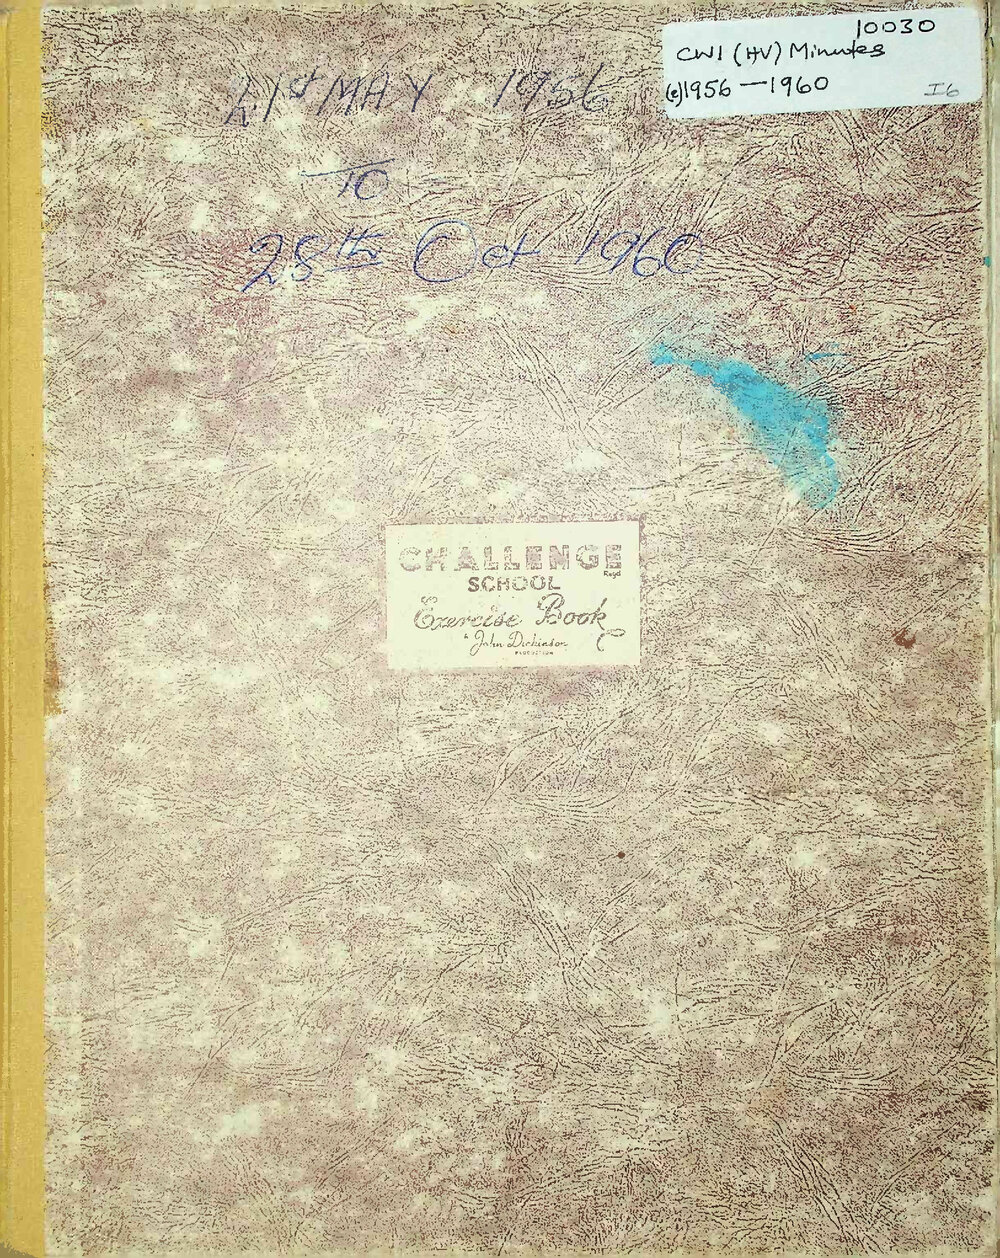 10030
CWI (HV) Minutes
(e) 1956 — 1960
I6
21st MAY 1956
TO
28th Oct 1960
CHALLENGE
Regd
SCHOOL
Exercise Book
A John Dickinson
PRODUCTION